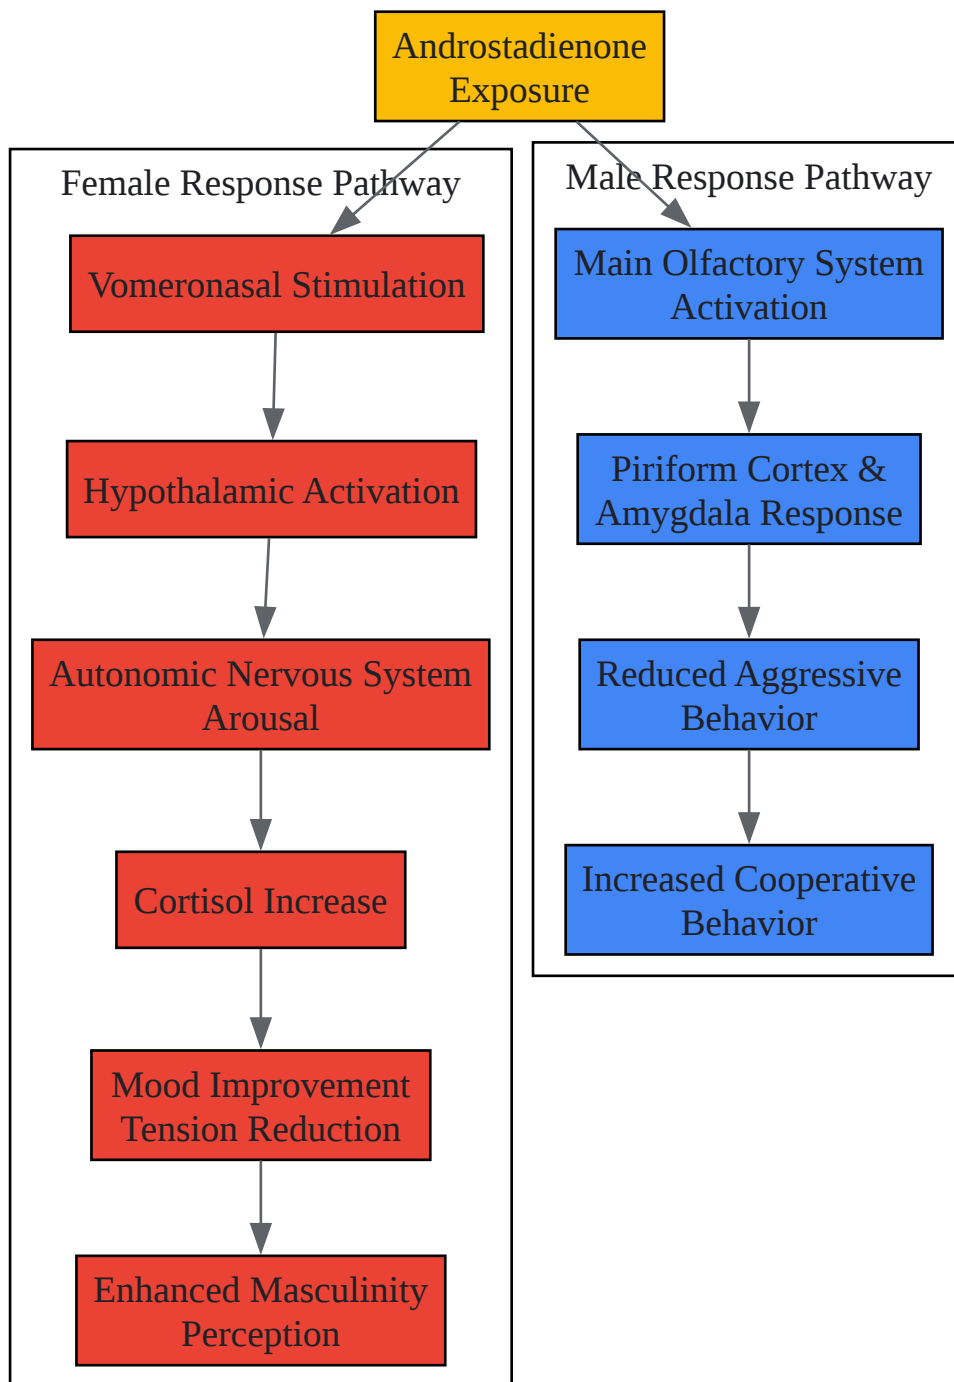 Androstadienone
Exposure
Female Response Pathway
Vomeronasal Stimulation
Hypothalamic Activation
Autonomic Nervous System
Arousal
Cortisol Increase
Mood Improvement
Tension Reduction
Enhanced Masculinity
Perception
Male Response Pathway
Main Olfactory System
Activation
Piriform Cortex &
Amygdala Response
Reduced Aggressive
Behavior
Increased Cooperative
Behavior